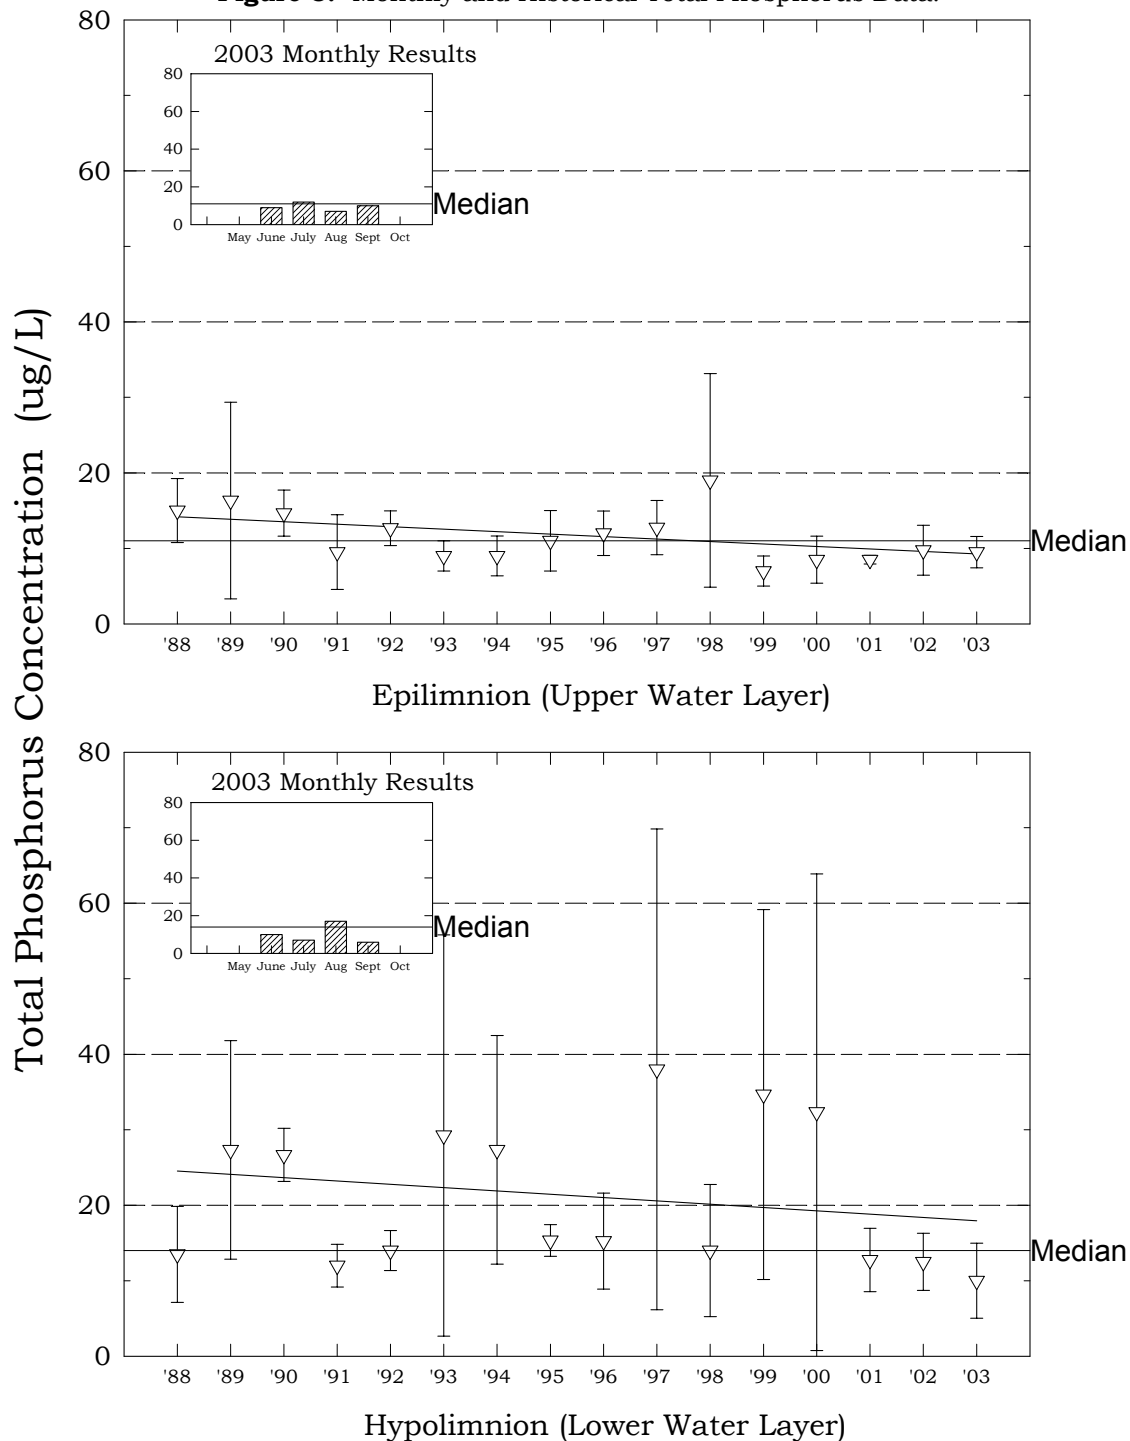 Figure 8. Monthly and Historical Total Phosphorus Data.
Total Phosphorus Concentration (ug/L)
80
60
40
20
0
2003 Monthly Results
80
60
40
20
0
May June July Aug Sept Oct
Median
Median
'88 '89 '90 '91 '92 '93 '94 '95 '96 '97 '98 '99 '00 '01 '02 '03
Epilimnion (Upper Water Layer)
80
60
40
20
0
2003 Monthly Results
80
60
40
20
0
May June July Aug Sept Oct
Median
Median
'88 '89 '90 '91 '92 '93 '94 '95 '96 '97 '98 '99 '00 '01 '02 '03
Hypolimnion (Lower Water Layer)